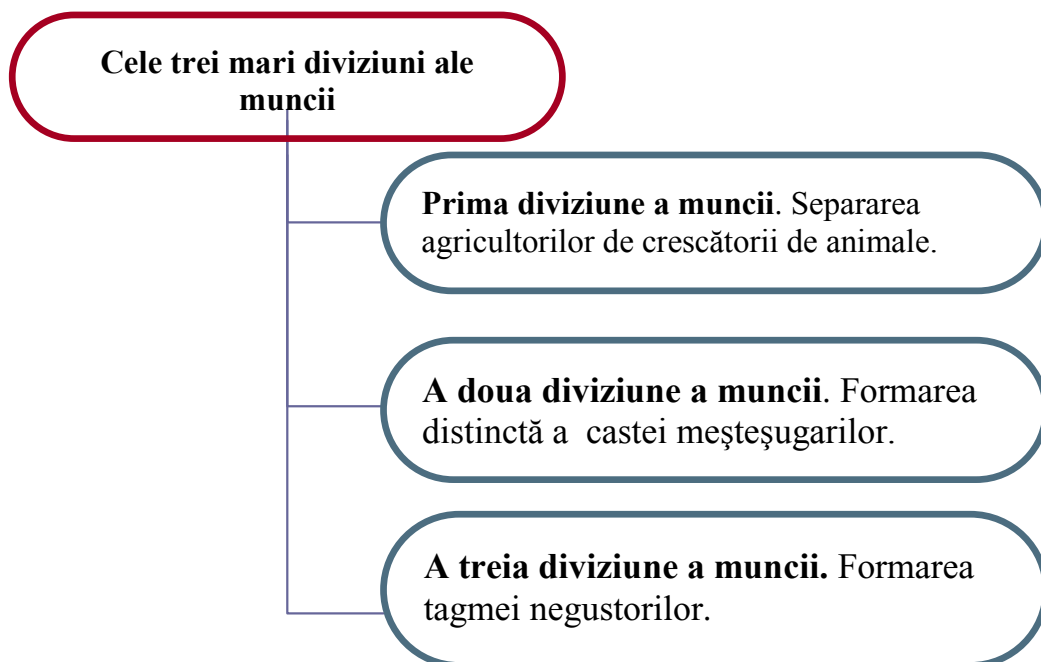 Cele trei mari diviziuni ale
muncii
Prima diviziune a muncii. Separarea
agricultorilor de crescătorii de animale.
A doua diviziune a muncii. Formarea
distinctă a  castei meşteşugarilor.
A treia diviziune a muncii. Formarea
tagmei negustorilor.